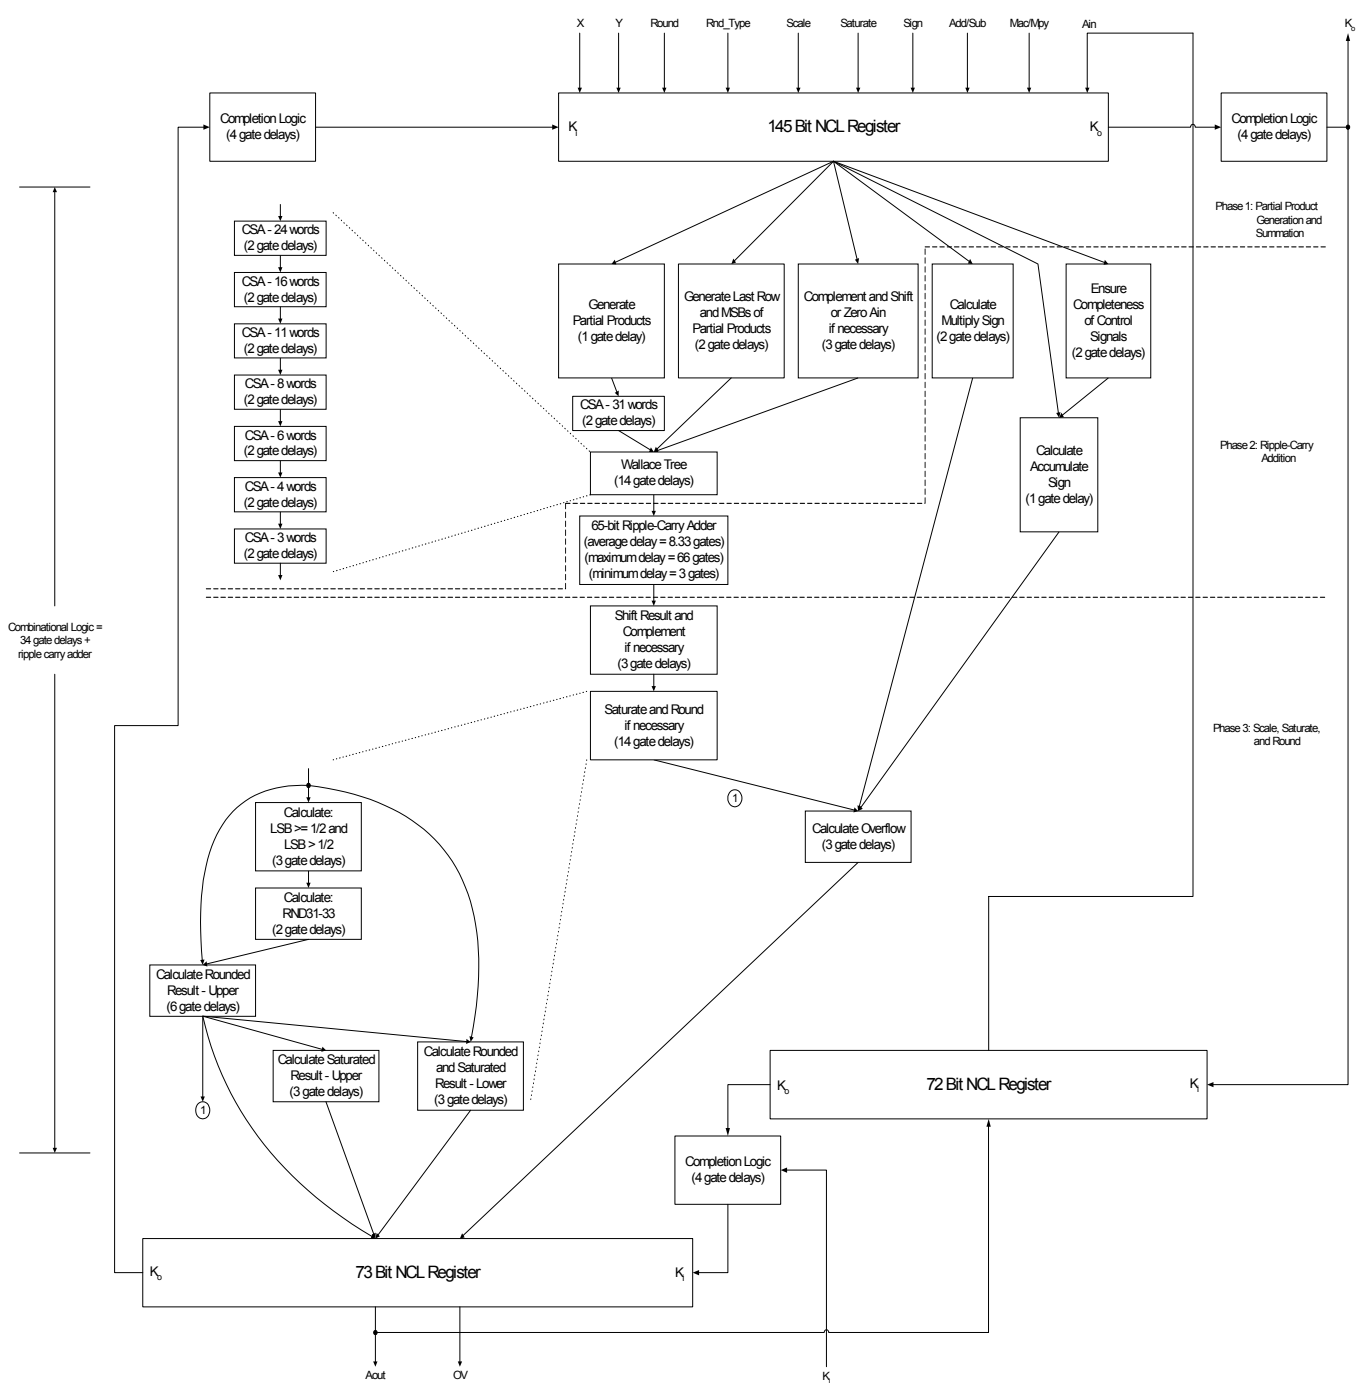 X Y Round Rnd_Type Scale Saturate Sign Add/Sub Mac/Mpy Ain Ko
Completion Logic
(4 gate delays)
Ki 145 Bit NCL Register Ko
Completion Logic
(4 gate delays)
Phase 1: Partial Product
Generation and
Summation
CSA - 24 words
(2 gate delays)
CSA - 16 words
(2 gate delays)
CSA - 11 words
(2 gate delays)
CSA - 8 words
(2 gate delays)
CSA - 6 words
(2 gate delays)
CSA - 4 words
(2 gate delays)
CSA - 3 words
(2 gate delays)
Generate
Partial Products
(1 gate delay)
Generate Last Row
and MSBs of
Partial Products
(2 gate delays)
Complement and Shift
or Zero Ain
if necessary
(3 gate delays)
Calculate
Multiply Sign
(2 gate delays)
Ensure
Completeness
of Control
Signals
(2 gate delays)
CSA - 31 words
(2 gate delays)
Wallace Tree
(14 gate delays)
Calculate
Accumulate
Sign
(1 gate delay)
Phase 2: Ripple-Carry
Addition
65-bit Ripple-Carry Adder
(average delay = 8.33 gates)
(maximum delay = 66 gates)
(minimum delay = 3 gates)
Combinational Logic =
34 gate delays +
ripple carry adder
Shift Result and
Complement
if necessary
(3 gate delays)
Saturate and Round
if necessary
(14 gate delays)
Phase 3: Scale, Saturate,
and Round
1
Calculate:
LSB >= 1/2 and
LSB > 1/2
(3 gate delays)
Calculate Overflow
(3 gate delays)
Calculate:
RND31-33
(2 gate delays)
Calculate Rounded
Result - Upper
(6 gate delays)
Calculate Saturated
Result - Upper
(3 gate delays)
Calculate Rounded
and Saturated
Result - Lower
(3 gate delays)
1
Ko 72 Bit NCL Register Ki
Completion Logic
(4 gate delays)
Ko 73 Bit NCL Register Ki
Aout OV Ki